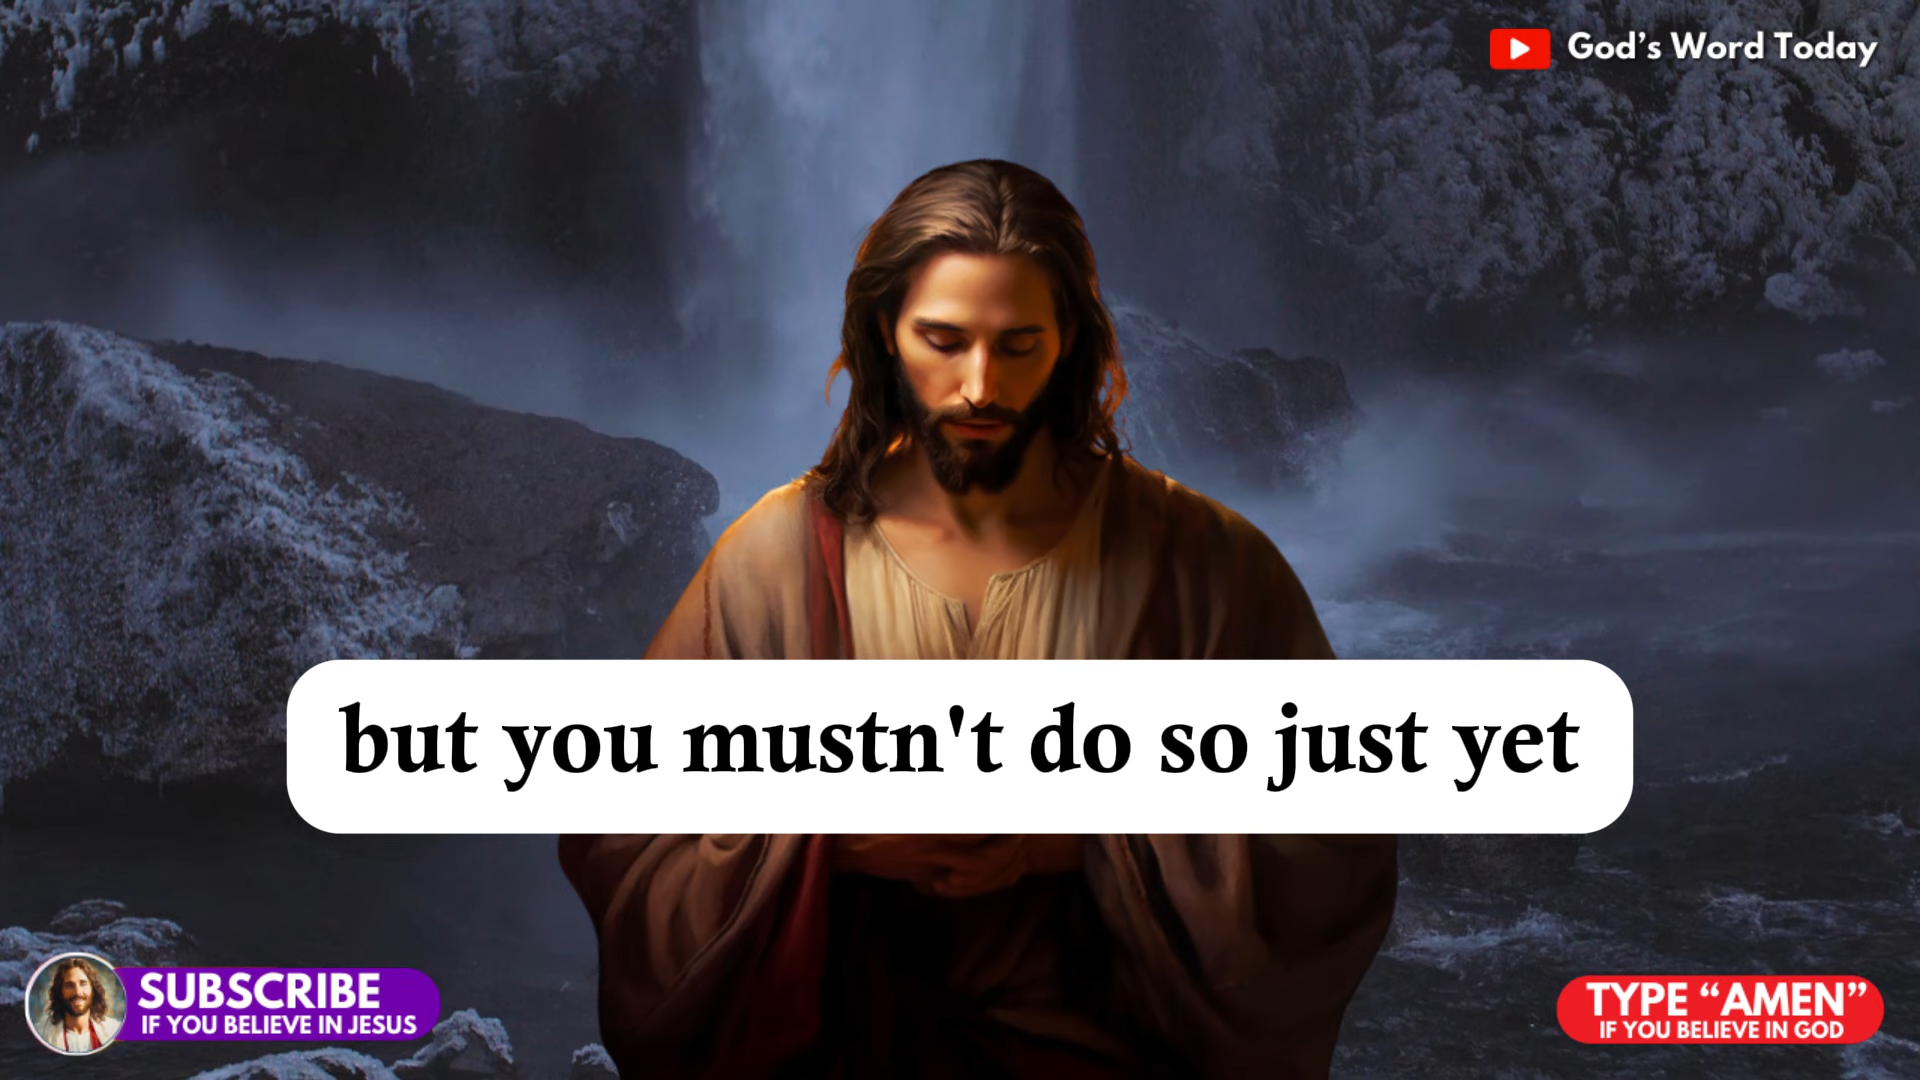 God’s Word Today
but you mustn't do so just yet
SUBSCRIBE
IF YOU BELIEVE IN JESUS
TYPE “AMEN”
IF YOU BELIEVE IN GOD